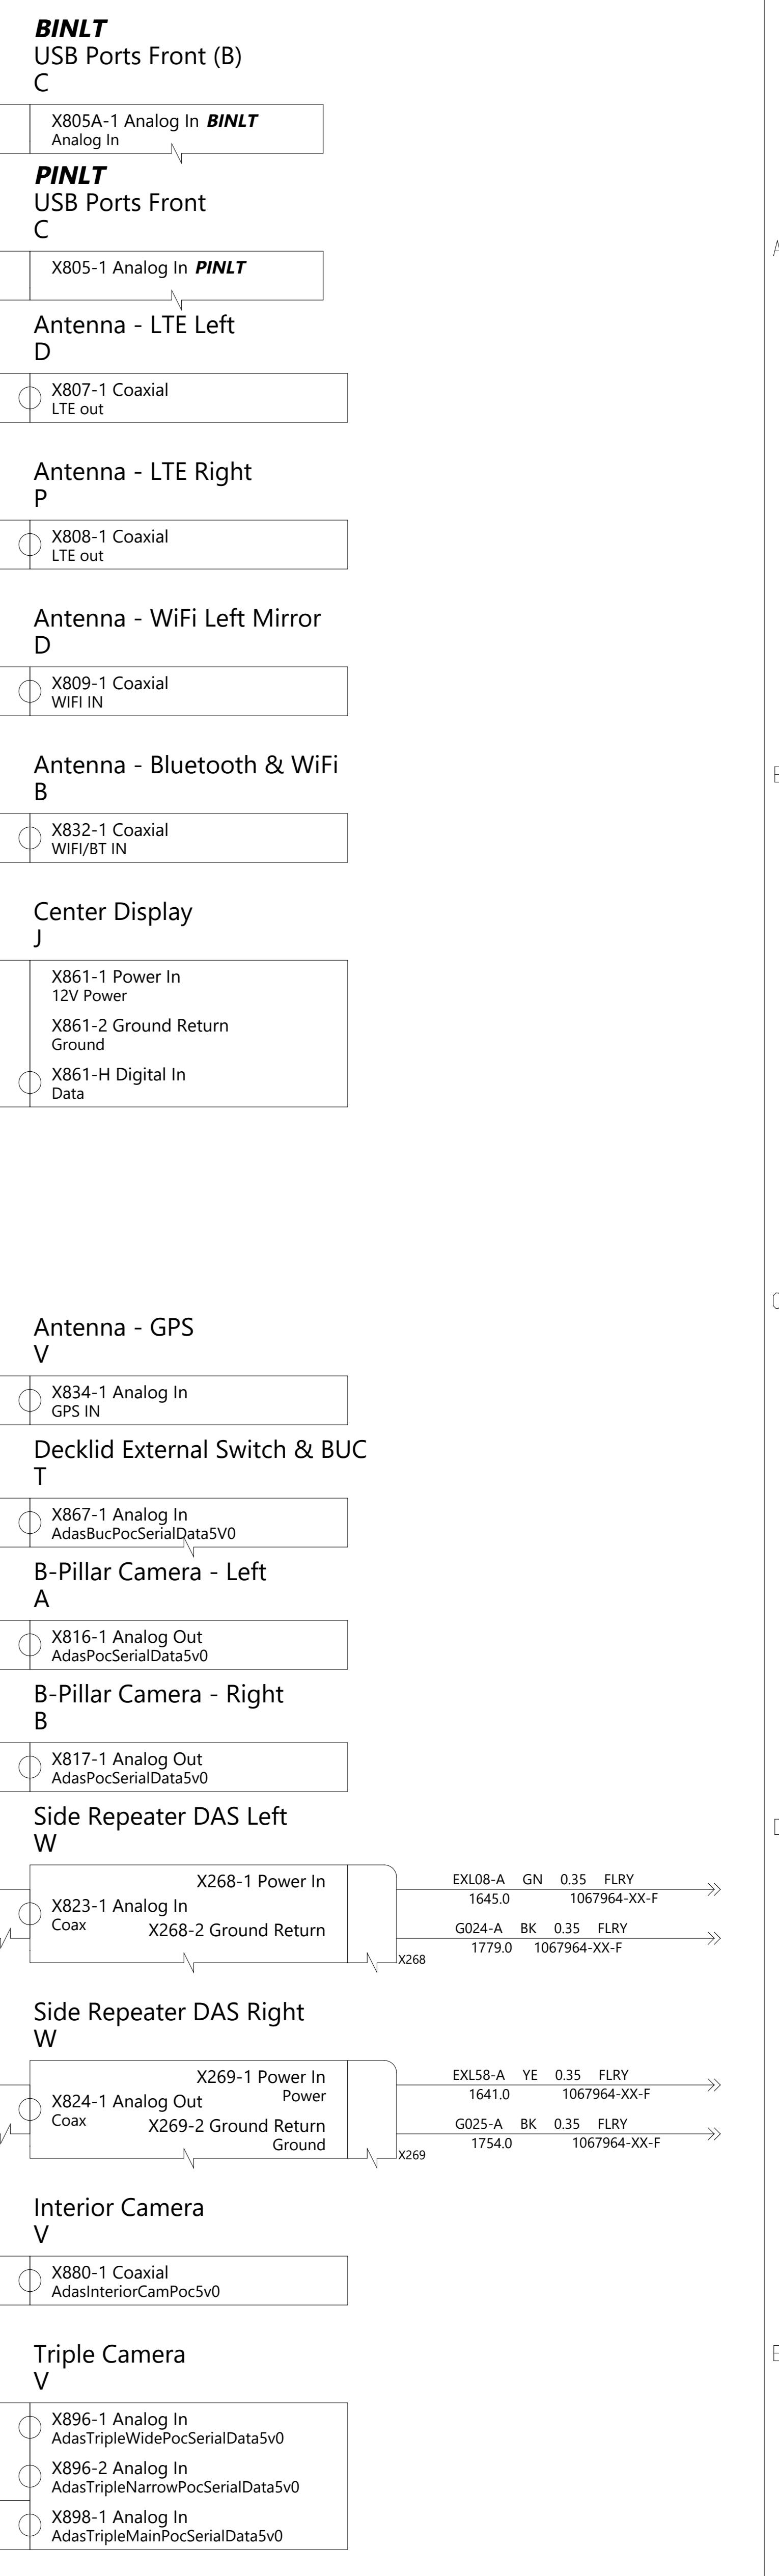 BINLT
USB Ports Front (B)
C
X805A-1 Analog In BINLT
Analog In
PINLT
USB Ports Front
C
X805-1 Analog In PINLT
Antenna - LTE Left
D
X807-1 Coaxial
LTE out
Antenna - LTE Right
P
X808-1 Coaxial
LTE out
Antenna - WiFi Left Mirror
D
X809-1 Coaxial
WIFI IN
Antenna - Bluetooth & WiFi
B
X832-1 Coaxial
WIFI/BT IN
Center Display
J
X861-1 Power In
12V Power
X861-2 Ground Return
Ground
X861-H Digital In
Data
Antenna - GPS
V
X834-1 Analog In
GPS IN
Decklid External Switch & BUC
T
X867-1 Analog In
AdasBucPocSerialData5V0
B-Pillar Camera - Left
A
X816-1 Analog Out
AdasPocSerialData5v0
B-Pillar Camera - Right
B
X817-1 Analog Out
AdasPocSerialData5v0
Side Repeater DAS Left
W
X268-1 Power In
X823-1 Analog In
Coax
X268-2 Ground Return
X268
EXL08-A GN 0.35 FLRY
1645.0 1067964-XX-F
G024-A BK 0.35 FLRY
1779.0 1067964-XX-F
Side Repeater DAS Right
W
X269-1 Power In
Power
X824-1 Analog Out
Coax
X269-2 Ground Return
Ground
X269
EXL58-A YE 0.35 FLRY
1641.0 1067964-XX-F
G025-A BK 0.35 FLRY
1754.0 1067964-XX-F
Interior Camera
V
X880-1 Coaxial
AdasInteriorCamPoc5v0
Triple Camera
V
X896-1 Analog In
AdasTripleWidePocSerialData5v0
X896-2 Analog In
AdasTripleNarrowPocSerialData5v0
X898-1 Analog In
AdasTripleMainPocSerialData5v0